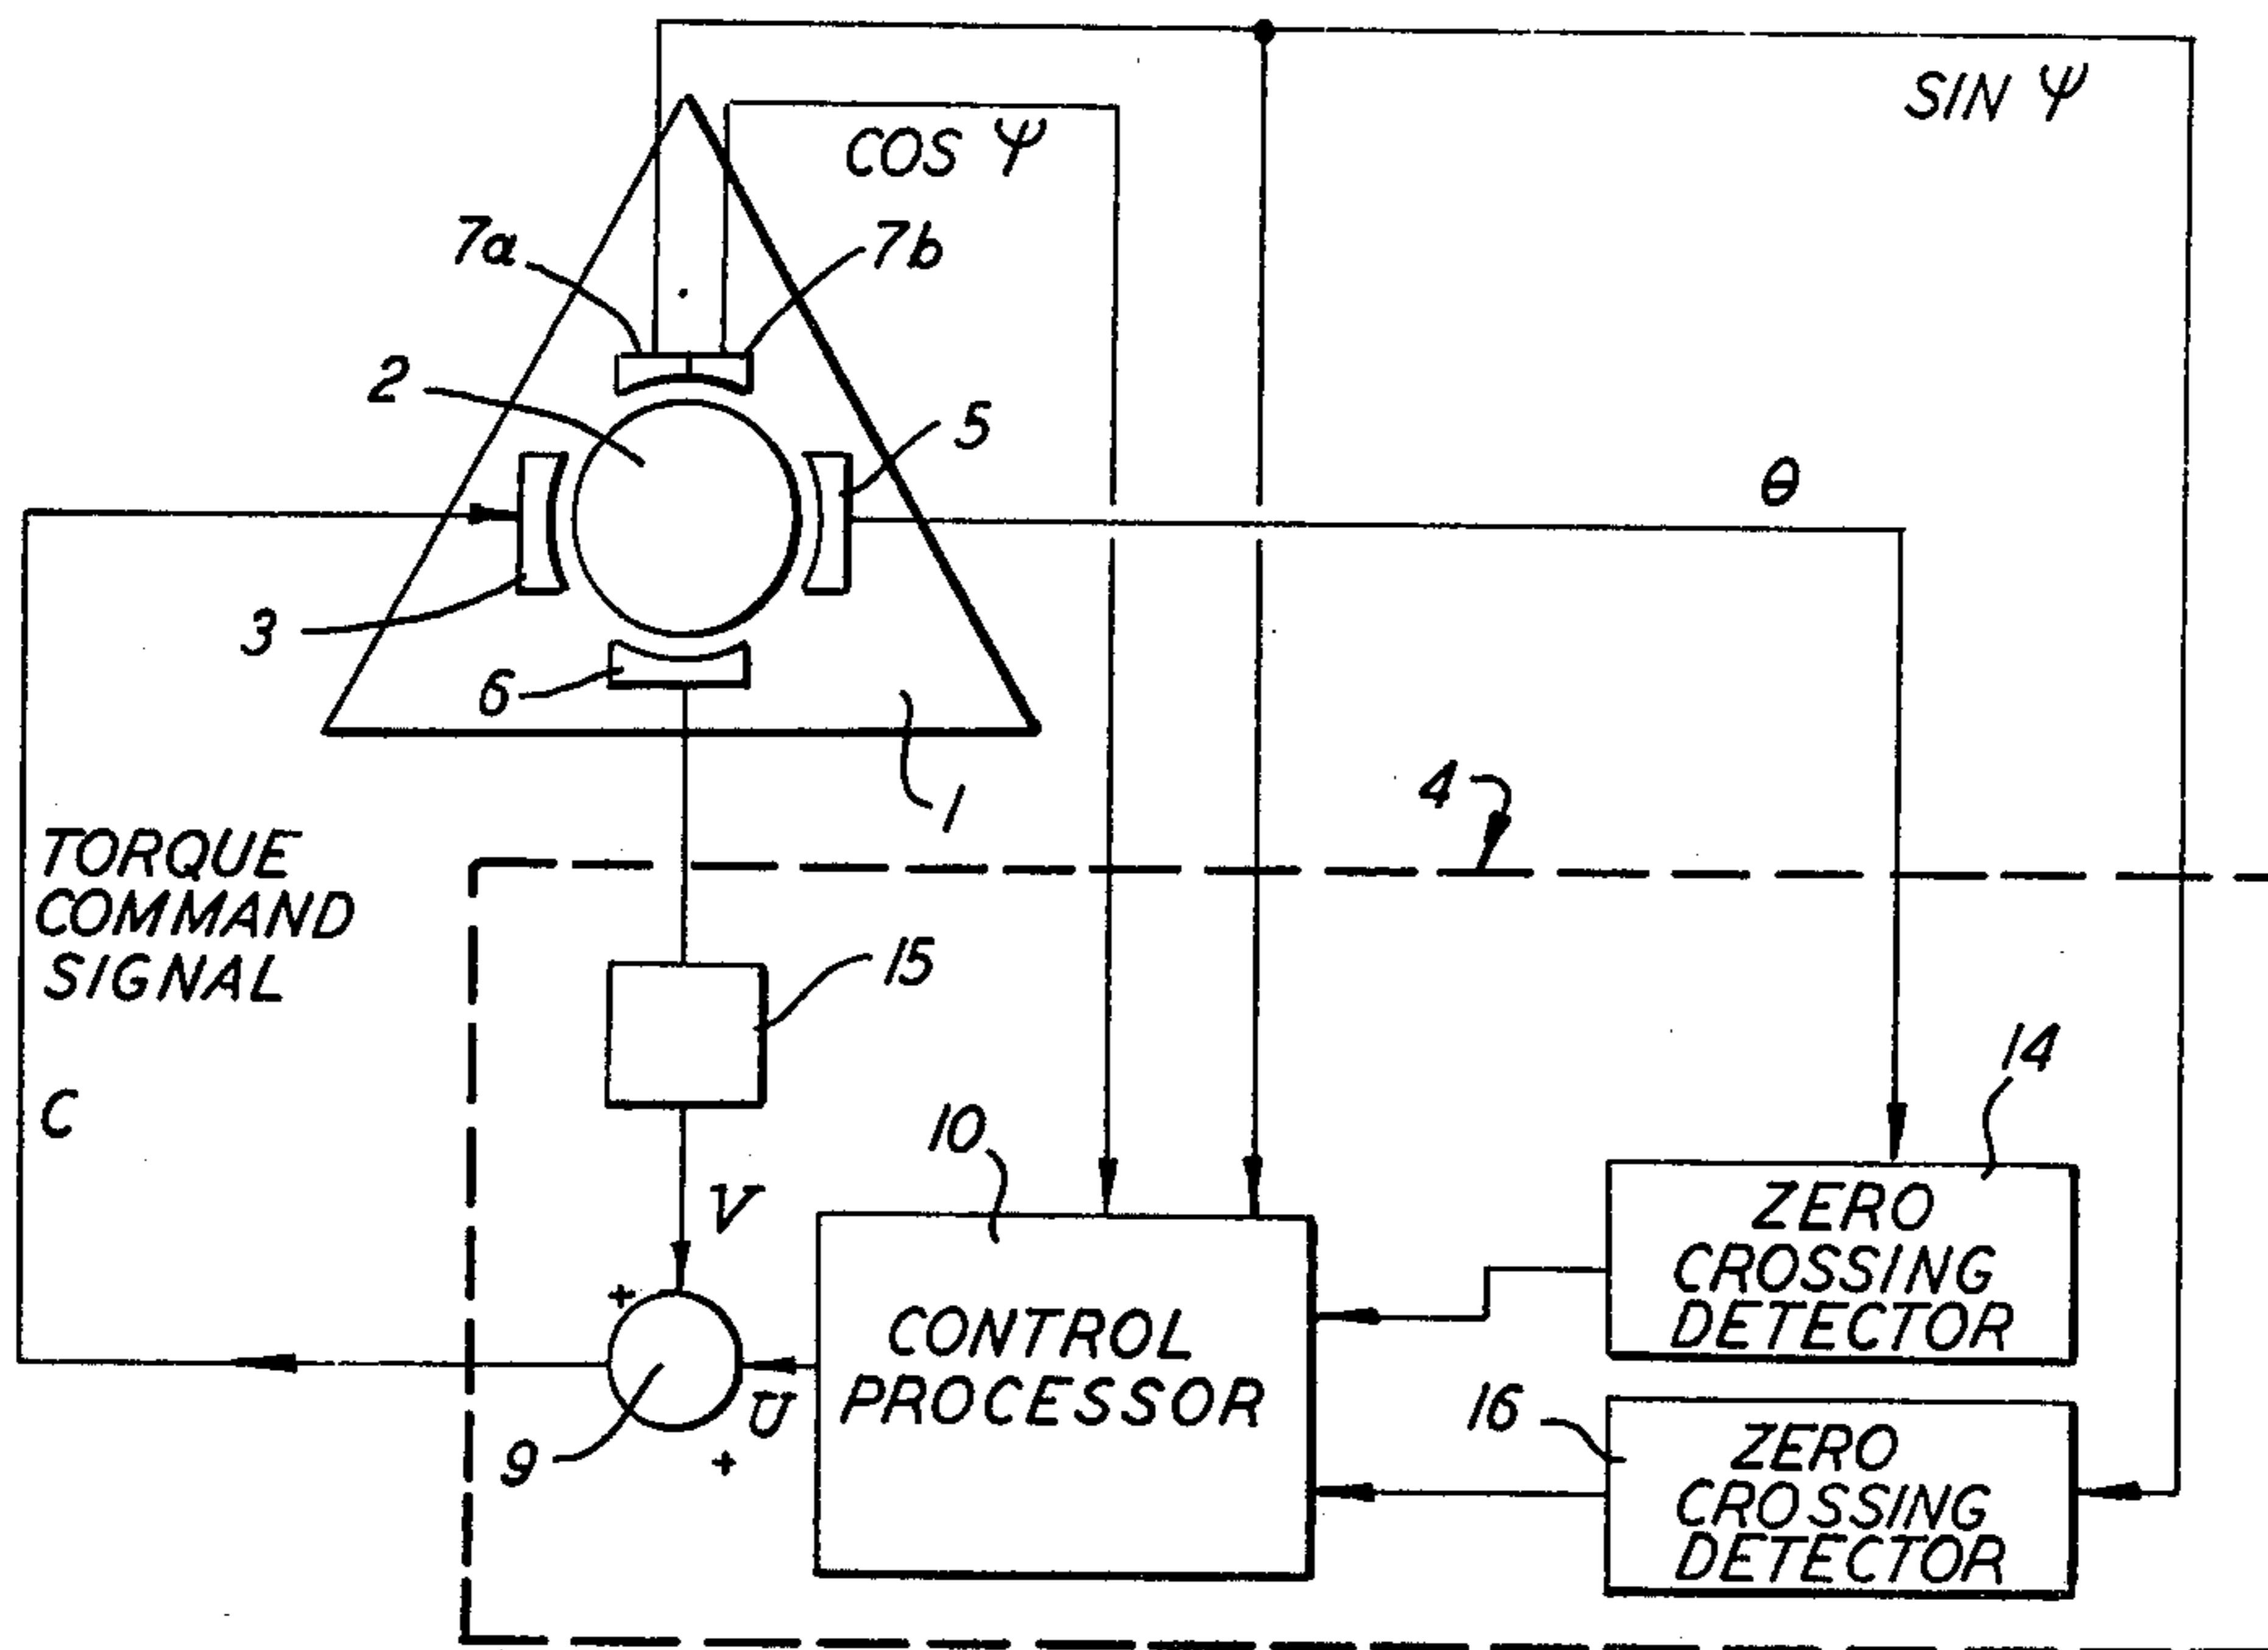 SIN Ψ
COS Ψ
7a
7b
2
5
θ
3
6
1
4
TORQUE
COMMAND
SIGNAL
15
14
C
10
V
ZERO
CROSSING
DETECTOR
+
CONTROL
PROCESSOR
U
16
9
+
ZERO
CROSSING
DETECTOR